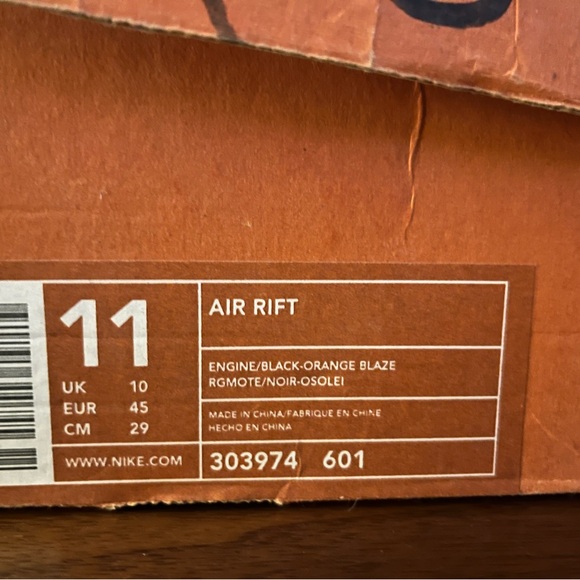 11
UK 10
EUR 45
CM 29
WWW.NIKE.COM
AIR RIFT
ENGINE/BLACK-ORANGE BLAZE
RGMOTE/NOIR-OSOLEI
MADE IN CHINA/FABRIQUE EN CHINE
HECHO EN CHINA
303974 601